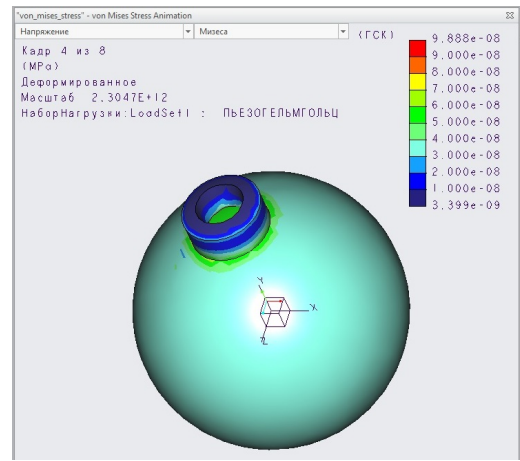 "von_mises_stress" - von Mises Stress Animation
Напряжение Мизеса (ГСК)
Кадр 4 из 8
(MPa)
Деформированное
Масштаб 2.3047E+12
НаборНагрузки:LoadSet1 : ПЬЕЗОГЕЛЬМГОЛЬЦ
9.888e-08
9.000e-08
8.000e-08
7.000e-08
6.000e-08
5.000e-08
4.000e-08
3.000e-08
2.000e-08
1.000e-08
3.399e-09
Y
X
Z